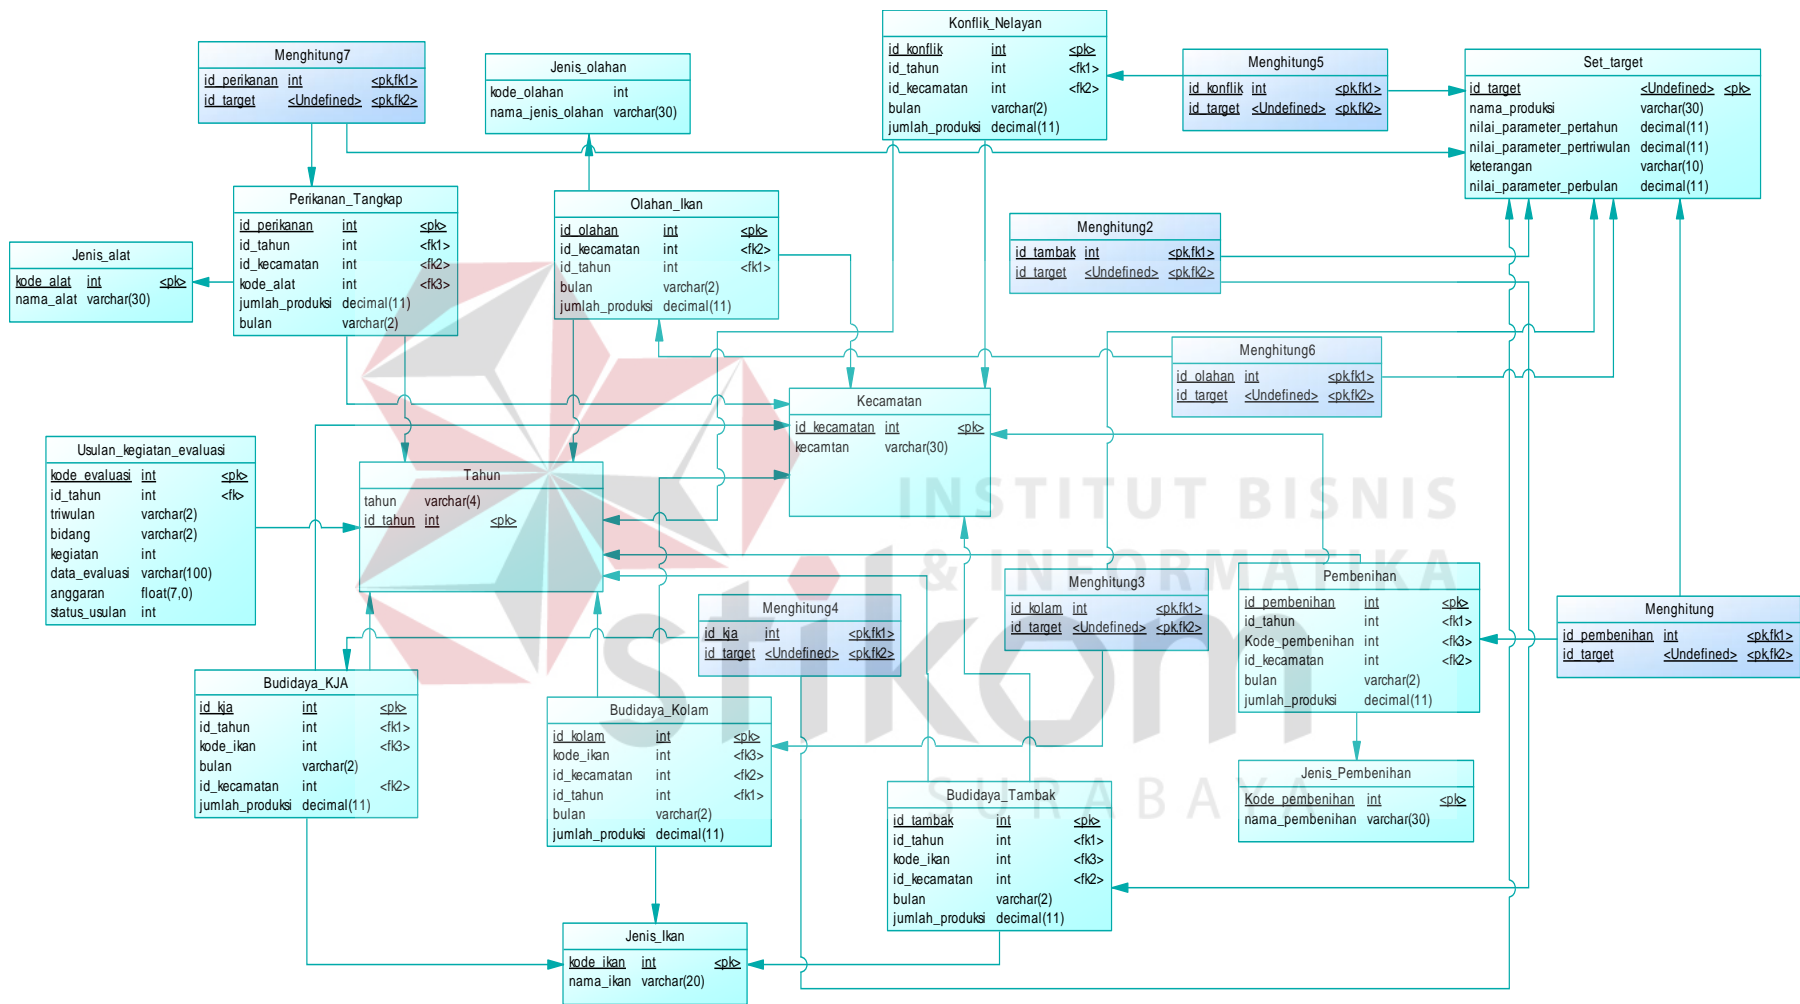 Konflik_Nelayan
id_konflik int <pk>
id_tahun int <fk1>
id_kecamatan int <fk2>
bulan varchar(2)
jumlah_produksi decimal(11)
Menghitung7
id_perikanan int <pk,fk1>
id_target <Undefined> <pk,fk2>
Jenis_olahan
kode_olahan int
nama_jenis_olahan varchar(30)
Menghitung5
id_konflik int <pk,fk1>
id_target <Undefined> <pk,fk2>
Set_target
id_target <Undefined> <pk>
nama_produksi varchar(30)
nilai_parameter_pertahun decimal(11)
nilai_parameter_pertriwulan decimal(11)
keterangan varchar(10)
nilai_parameter_perbulan decimal(11)
Perikanan_Tangkap
id_perikanan int <pk>
id_tahun int <fk1>
id_kecamatan int <fk2>
kode_alat int <fk3>
jumlah_produksi decimal(11)
bulan varchar(2)
Olahan_Ikan
id_olahan int <pk>
id_kecamatan int <fk2>
id_tahun int <fk1>
bulan varchar(2)
jumlah_produksi decimal(11)
Menghitung2
id_tambak int <pk,fk1>
id_target <Undefined> <pk,fk2>
Jenis_alat
kode_alat int <pk>
nama_alat varchar(30)
Menghitung6
id_olahan int <pk,fk1>
id_target <Undefined> <pk,fk2>
Kecamatan
id_kecamatan int <pk>
kecamtan varchar(30)
Usulan_kegiatan_evaluasi
kode_evaluasi int <pk>
id_tahun int <fk>
triwulan varchar(2)
bidang varchar(2)
kegiatan int
data_evaluasi varchar(100)
anggaran float(7,0)
status_usulan int
Tahun
tahun varchar(4)
id_tahun int <pk>
INSTITUT BISNIS
& INFORMATIKA
stikom
SURABAYA
Menghitung4
id_kja int <pk,fk1>
id_target <Undefined> <pk,fk2>
Menghitung3
id_kolam int <pk,fk1>
id_target <Undefined> <pk,fk2>
Pembenihan
id_pembenihan int <pk>
id_tahun int <fk1>
Kode_pembenihan int <fk3>
id_kecamatan int <fk2>
bulan varchar(2)
jumlah_produksi decimal(11)
Menghitung
id_pembenihan int <pk,fk1>
id_target <Undefined> <pk,fk2>
Budidaya_KJA
id_kja int <pk>
id_tahun int <fk1>
kode_ikan int <fk3>
bulan varchar(2)
id_kecamatan int <fk2>
jumlah_produksi decimal(11)
Budidaya_Kolam
id_kolam int <pk>
kode_ikan int <fk3>
id_kecamatan int <fk2>
id_tahun int <fk1>
bulan varchar(2)
jumlah_produksi decimal(11)
Budidaya_Tambak
id_tambak int <pk>
id_tahun int <fk1>
kode_ikan int <fk3>
id_kecamatan int <fk2>
bulan varchar(2)
jumlah_produksi decimal(11)
Jenis_Pembenihan
Kode_pembenihan int <pk>
nama_pembenihan varchar(30)
Jenis_Ikan
kode_ikan int <pk>
nama_ikan varchar(20)